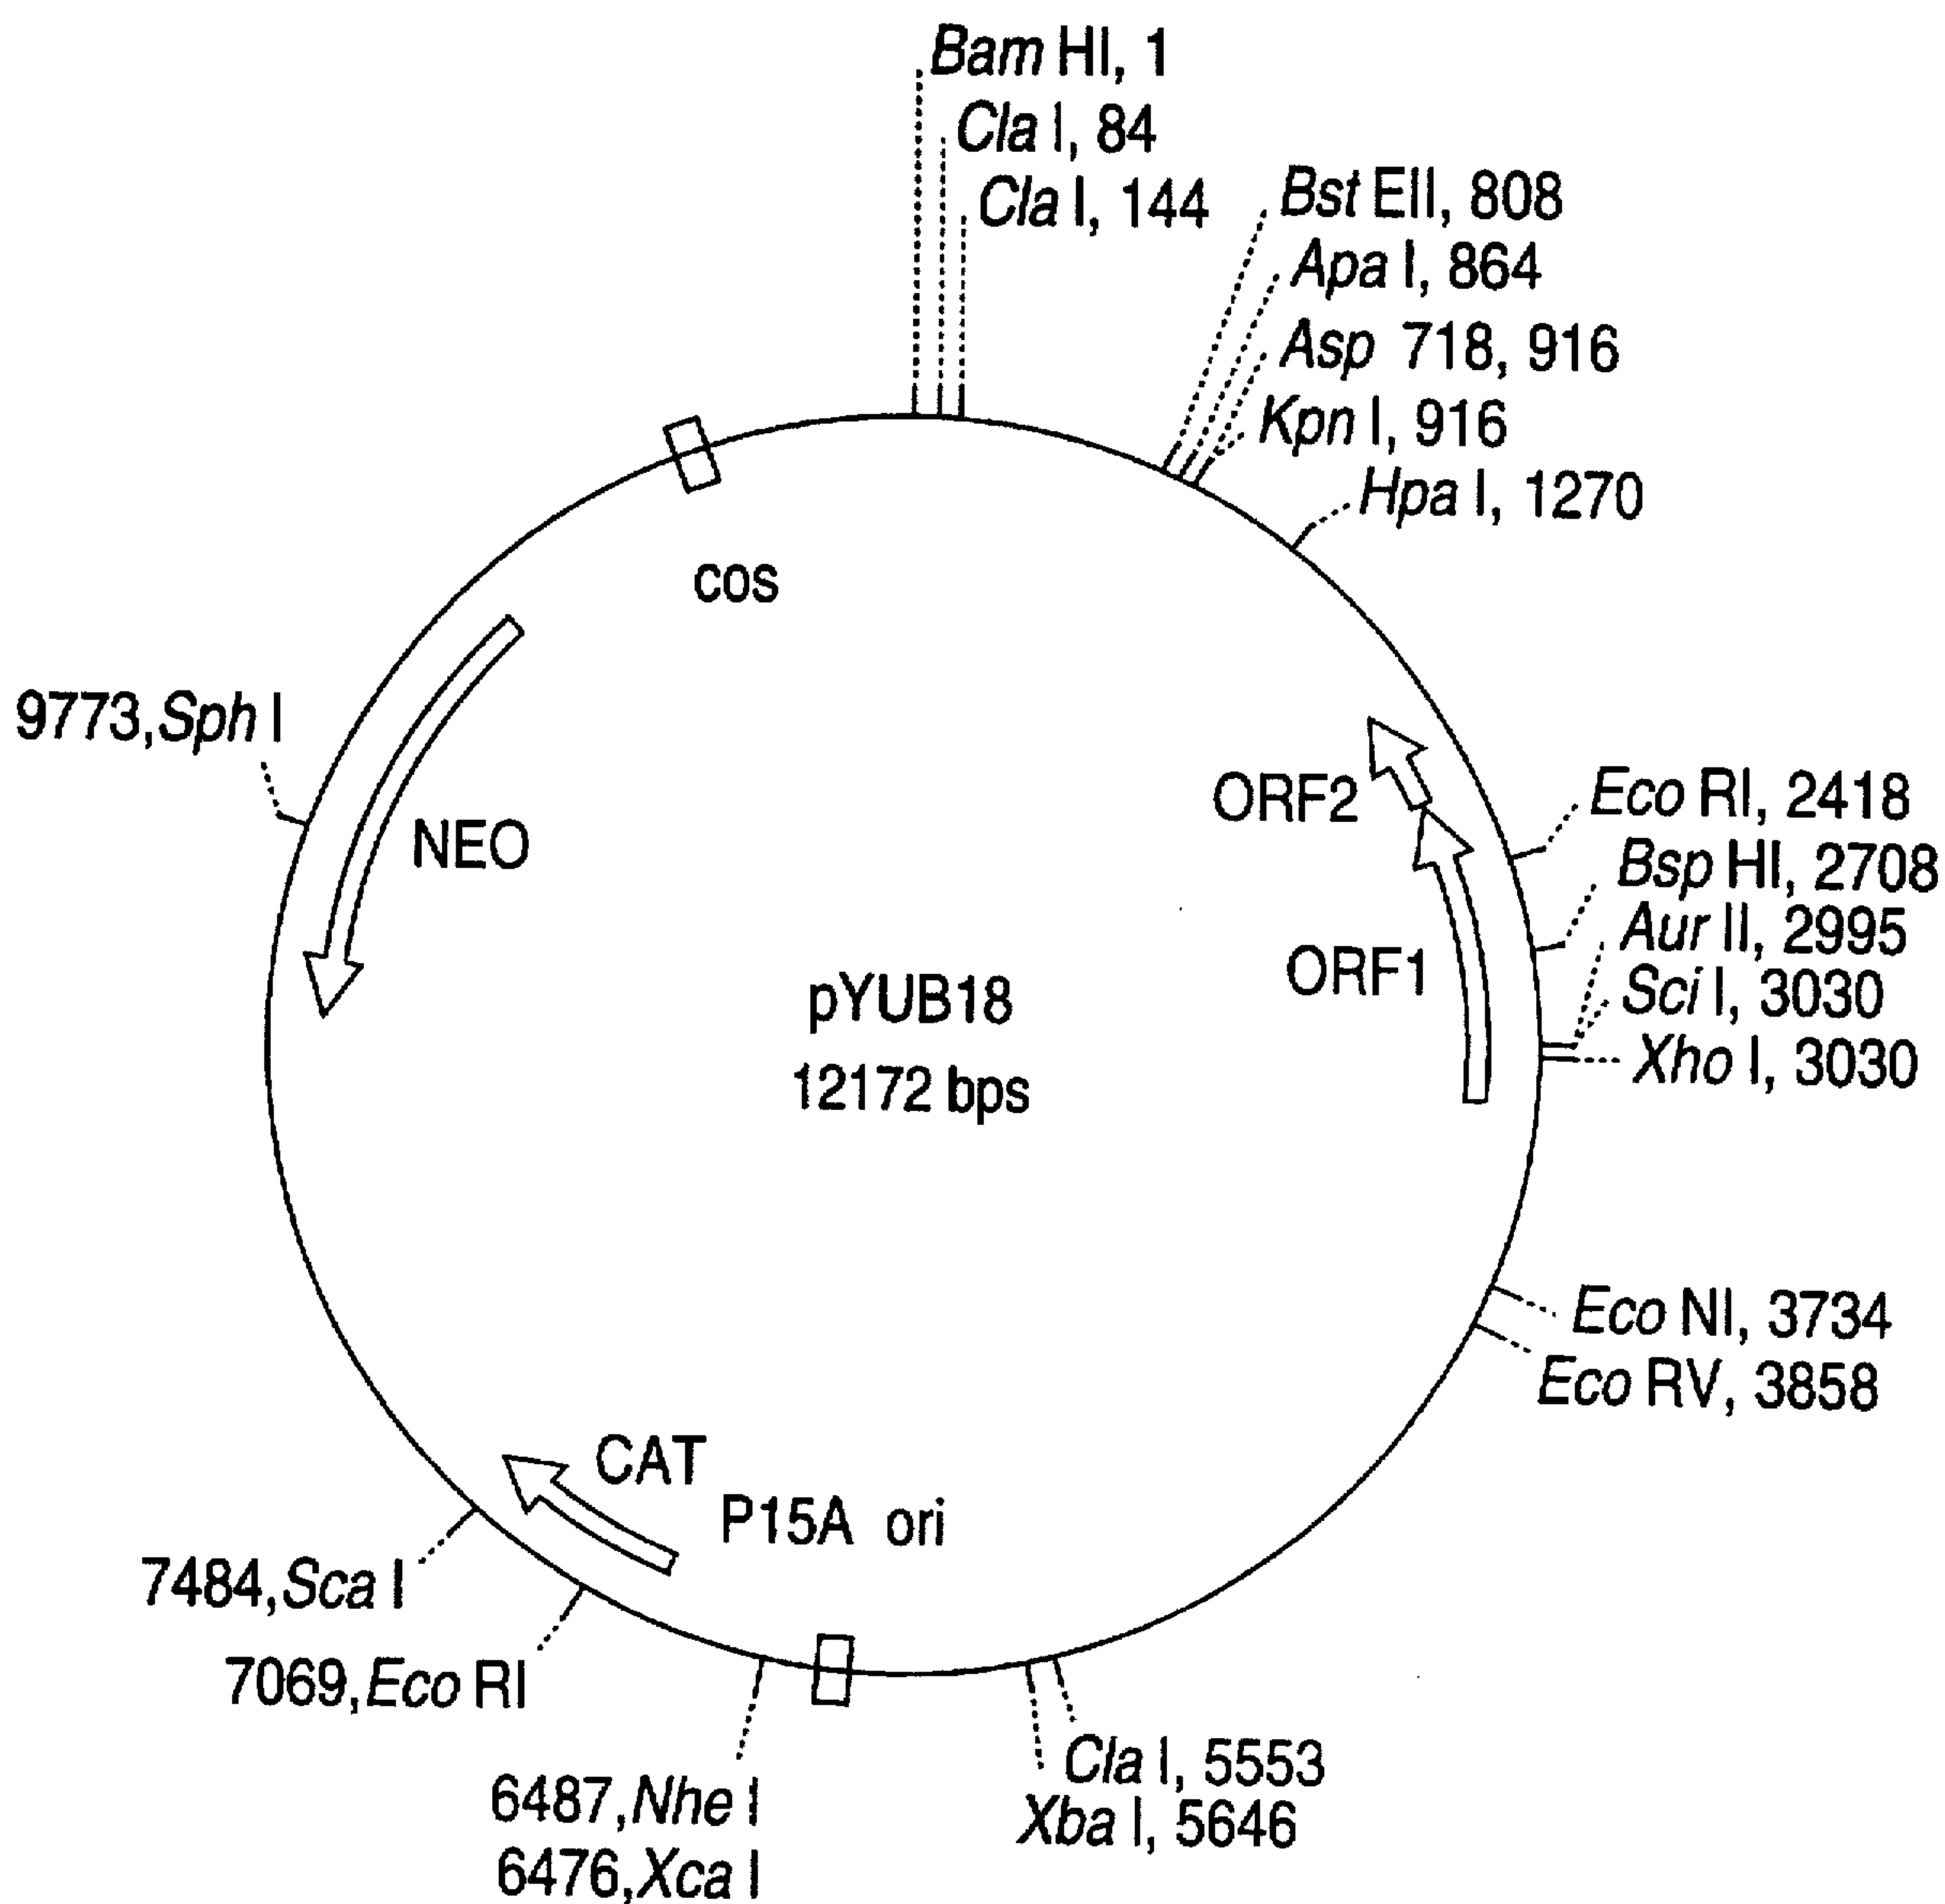 Bam HI, 1
Cla I, 84
Cla I, 144
Bst EII, 808
Apa I, 864
Asp 718, 916
Kpn I, 916
Hpa I, 1270
cos
9773,Sph I
NEO
ORF2
Eco RI, 2418
Bsp HI, 2708
Aur II, 2995
Sci I, 3030
Xho I, 3030
ORF1
pYUB18
12172 bps
Eco NI, 3734
Eco RV, 3858
CAT
P15A ori
7484,Sca I
7069,Eco RI
Cla I, 5553
Xba I, 5646
6487,Nhe I
6476,Xca I